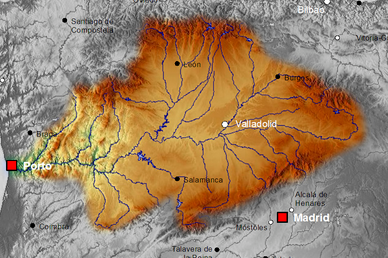 Bilbao
Santiago de
Compostela
Vitoria-G
León
Burgos
Valladolid
Braga
Porto
Salamanca
Alcalá de
Henares
Madrid
Coimbra
Móstoles
Talavera de
la Reina